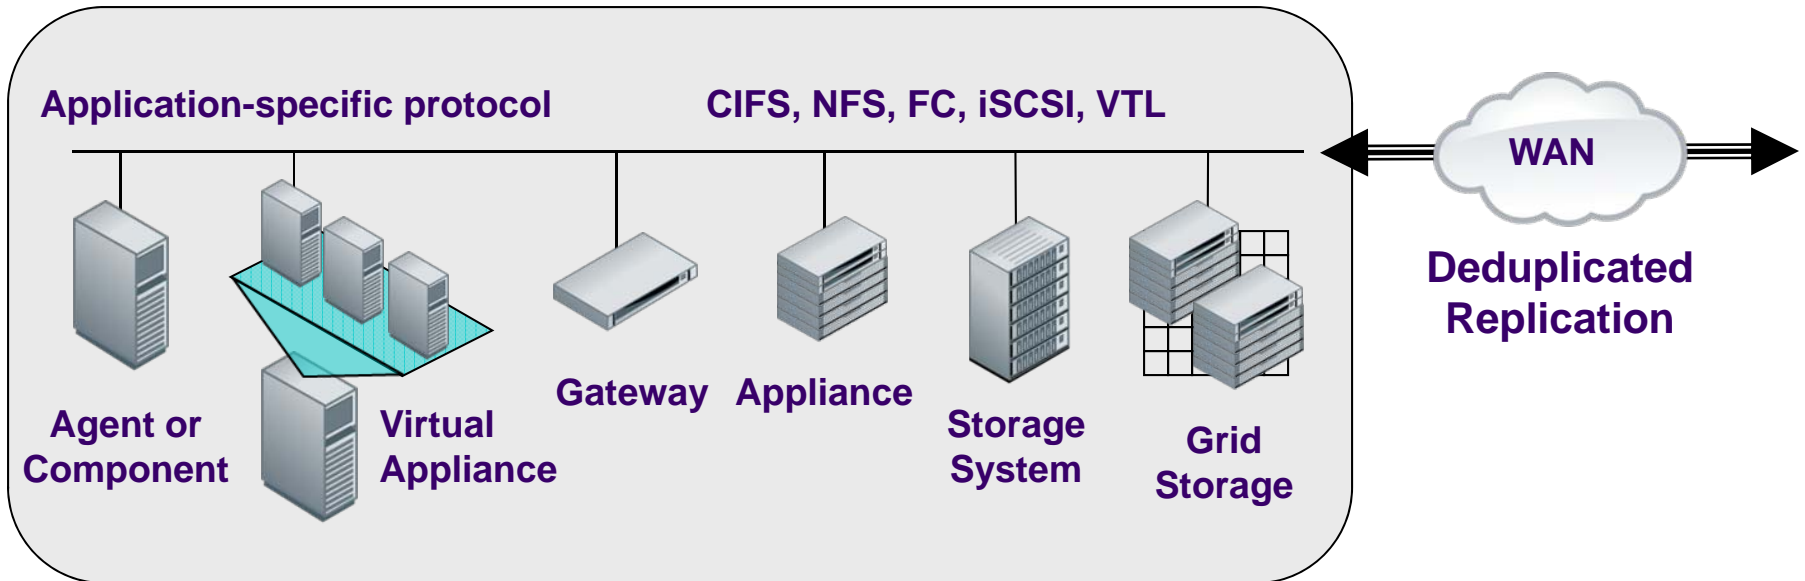 Application-specific protocol
CIFS, NFS, FC, iSCSI, VTL
WAN
Deduplicated
Replication
Agent or
Component
Virtual
Appliance
Gateway
Appliance
Storage
System
Grid
Storage